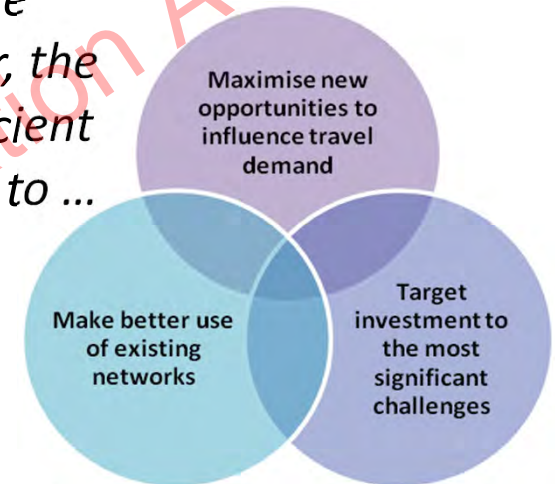 e
r, the
cient
to ...
Maximise new
opportunities to
influence travel
demand
Make better use
of existing
networks
Target
investment to
the most
significant
challenges
tion A